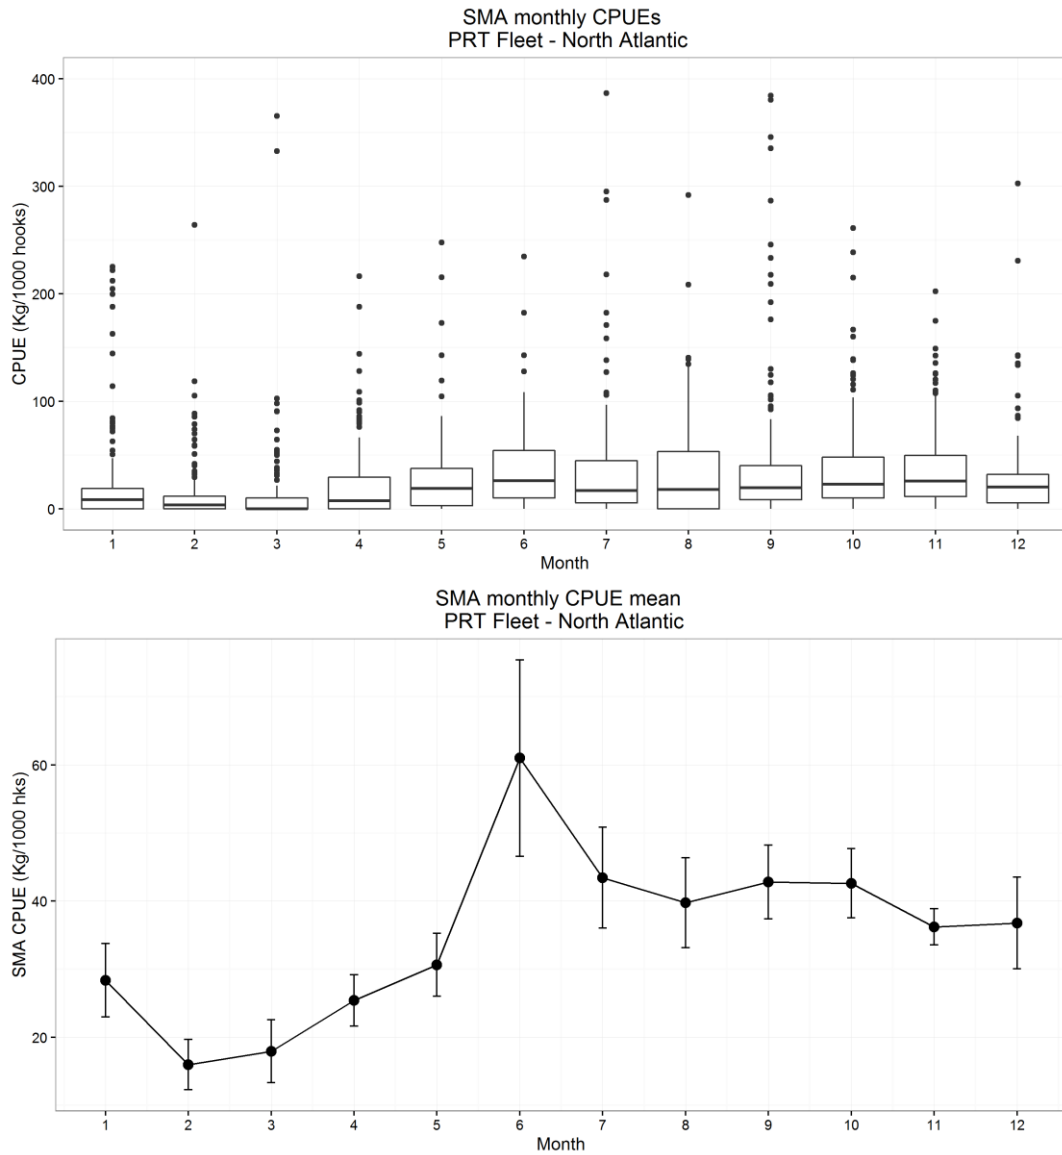 SMA monthly CPUEs
PRT Fleet - North Atlantic
CPUE (Kg/1000 hooks)
400
300
200
100
0
1 2 3 4 5 6 7 8 9 10 11 12
Month
SMA monthly CPUE mean
PRT Fleet - North Atlantic
SMA CPUE (Kg/1000 hks)
60
40
20
1 2 3 4 5 6 7 8 9 10 11 12
Month